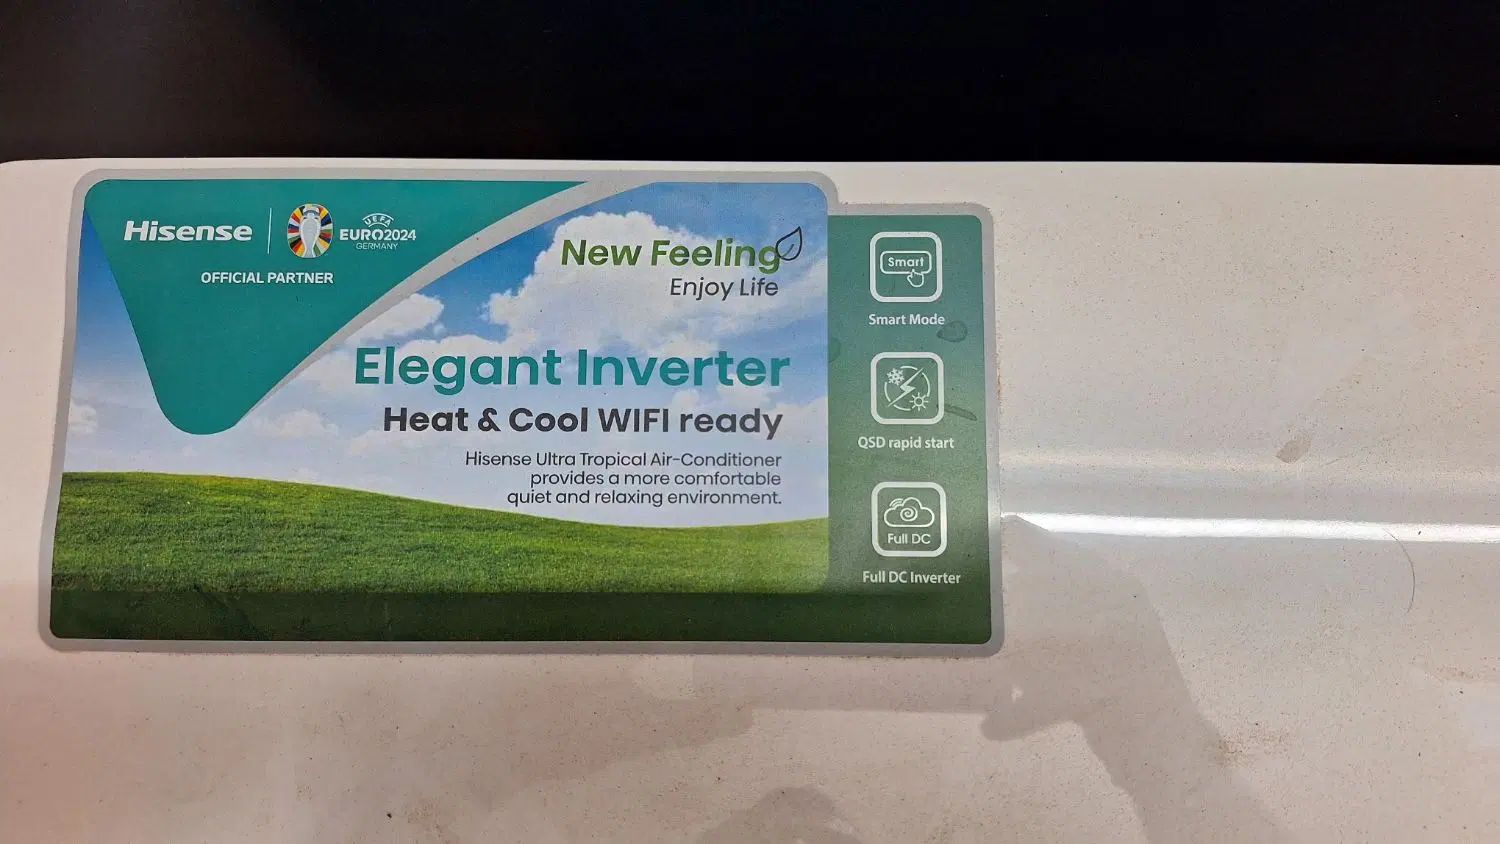 Hisense
UEFA
EURO2024
GERMANY
OFFICIAL PARTNER
New Feeling
Enjoy Life
Elegant Inverter
Heat & Cool WIFI ready
Hisense Ultra Tropical Air-Conditioner
provides a more comfortable
quiet and relaxing environment.
Smart
Smart Mode
QSD rapid start
Full DC
Full DC Inverter